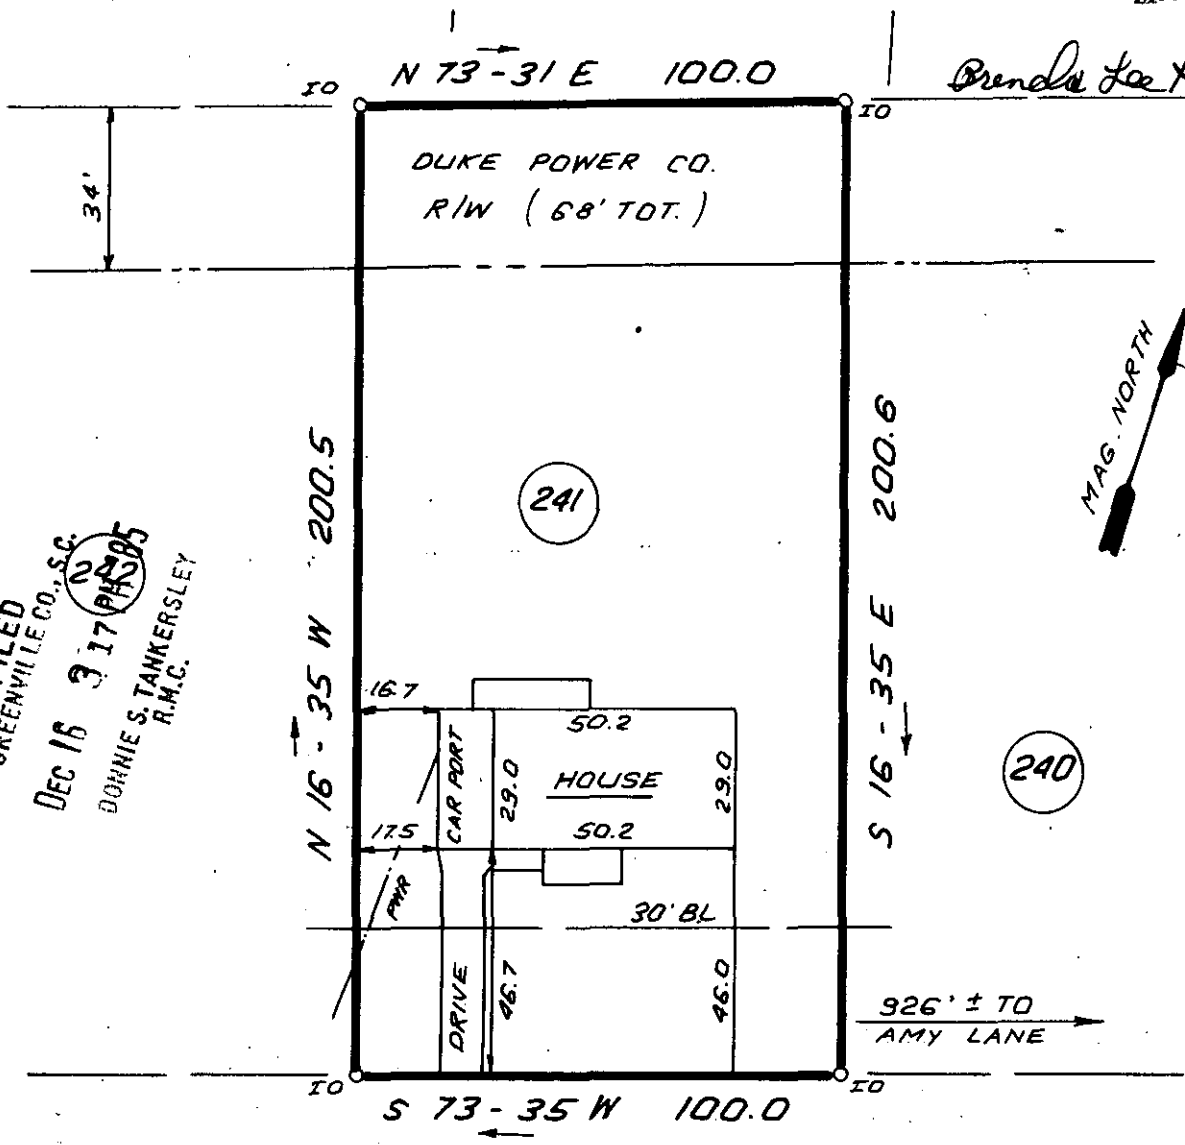 N 73-31 E 100.0
Brenda Lee
IO
IO
34'
DUKE POWER CO.
R/W (68' TOT.)
MAG. NORTH
N 16-35 W 200.5
S 16-35 E 200.6
241
242
240
GREENVILLE CO., S.C.
DEC 16 3 17 PM
DONNIE S. TANKERSLEY
R.M.C.
16.7
50.2
CAR PORT
29.0
HOUSE
29.0
17.5
50.2
PWR
30' BL
DRIVE
46.7
46.0
926' ± TO
AMY LANE
IO
IO
S 73-35 W 100.0